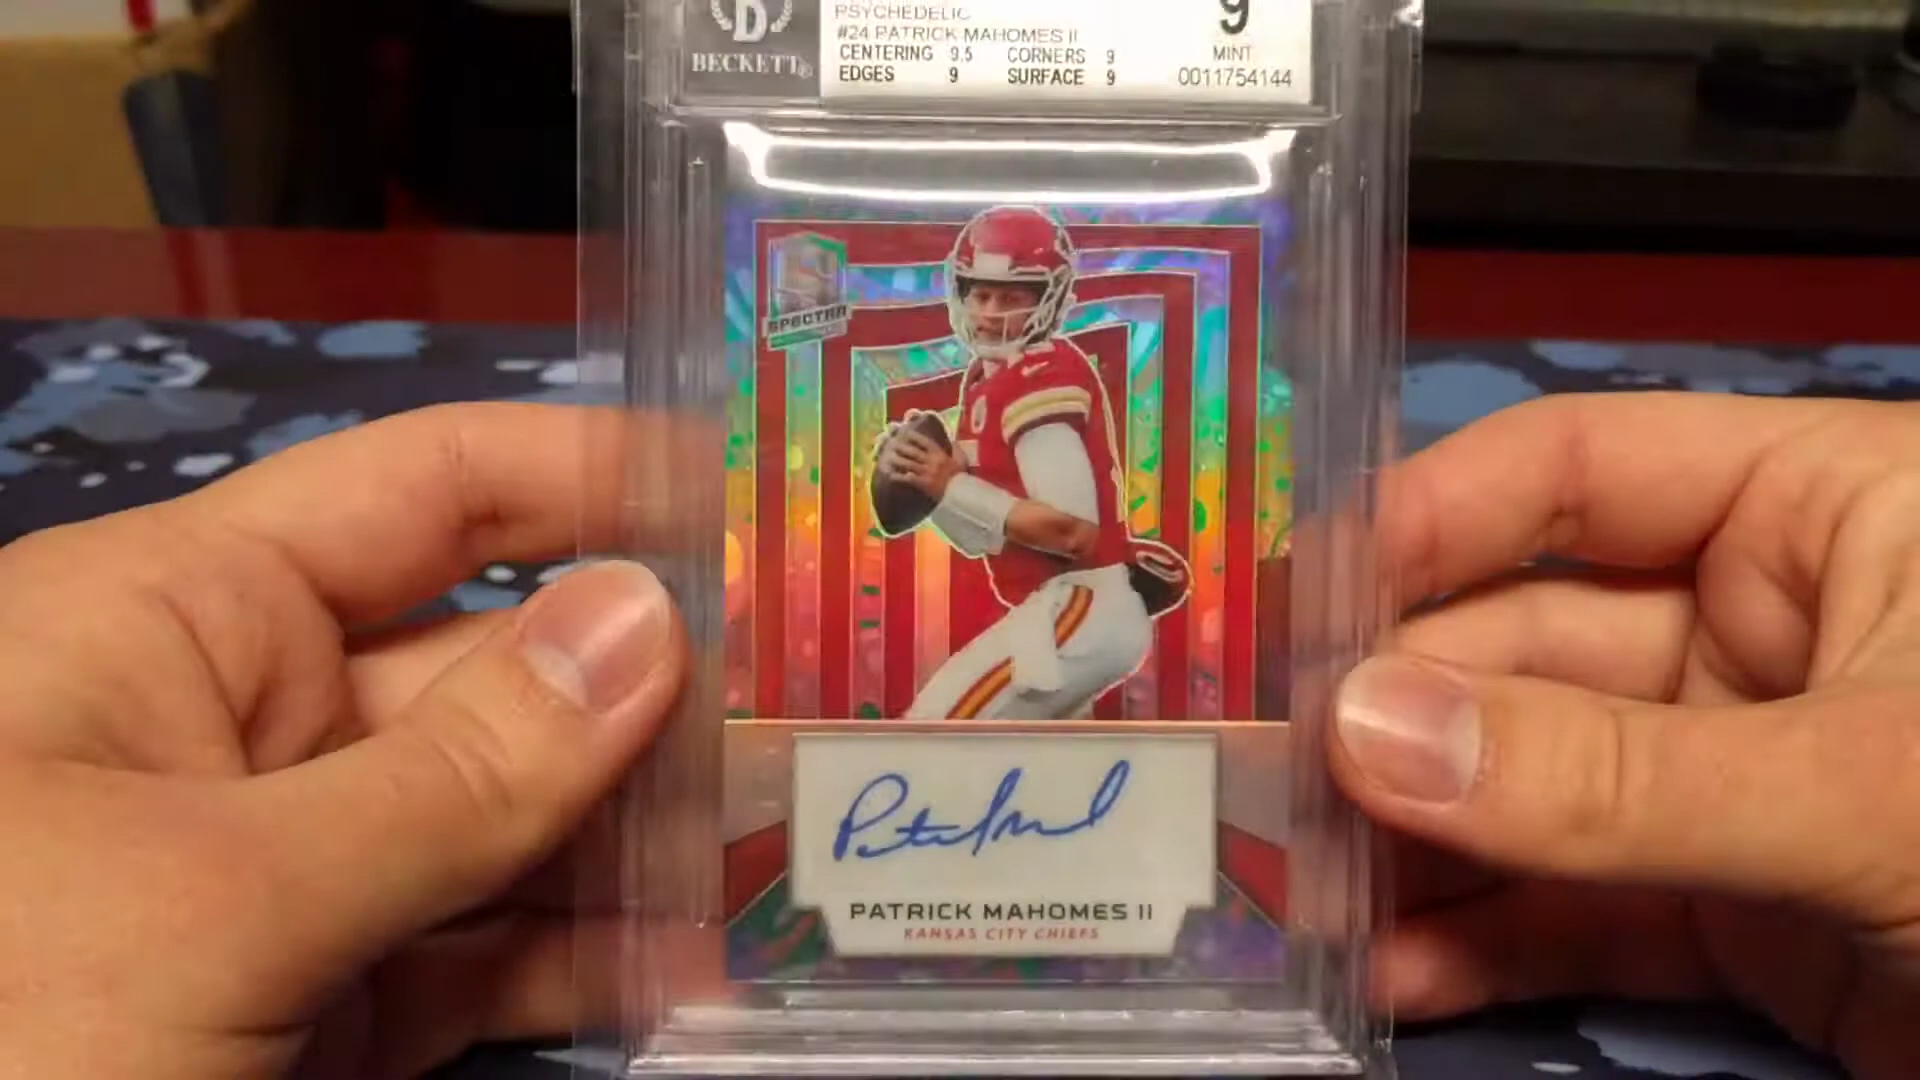 PSYCHEDELIC
#24 PATRICK MAHOMES II
CENTERING 9.5 CORNERS 9
EDGES 9 SURFACE 9
9
MINT
0011754144
BECKETT
SPECTRA
PATRICK MAHOMES II
KANSAS CITY CHIEFS